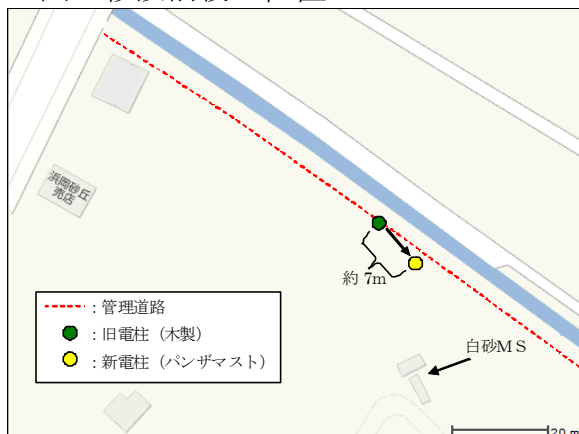 浜岡砂丘
売店
約 7m
: 管理道路
: 旧電柱（木製）
: 新電柱（パンザマスト）
白砂ＭＳ
20 m